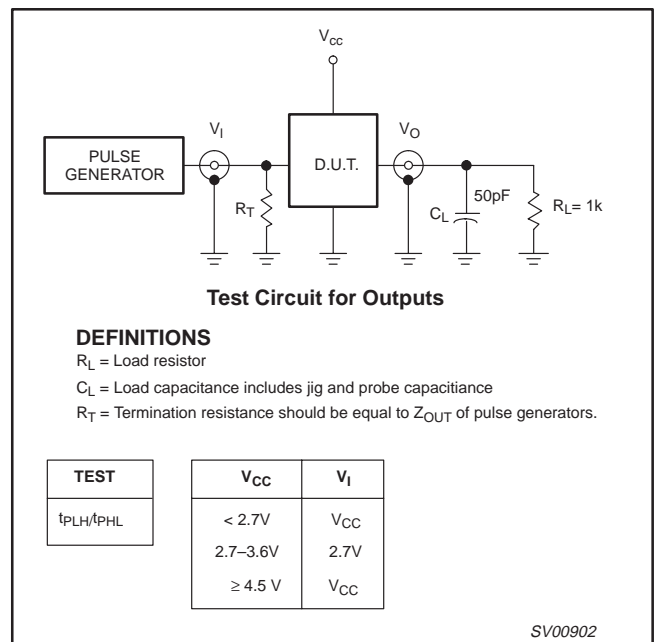 Vcc
VI
VO
PULSE GENERATOR
D.U.T.
RT
50pF
CL
RL= 1k
Test Circuit for Outputs
DEFINITIONS
RL = Load resistor
CL = Load capacitance includes jig and probe capacitiance
RT = Termination resistance should be equal to ZOUT of pulse generators.
TEST
tPLH/tPHL
VCC VI
< 2.7V VCC
2.7–3.6V 2.7V
≥ 4.5 V VCC
SV00902